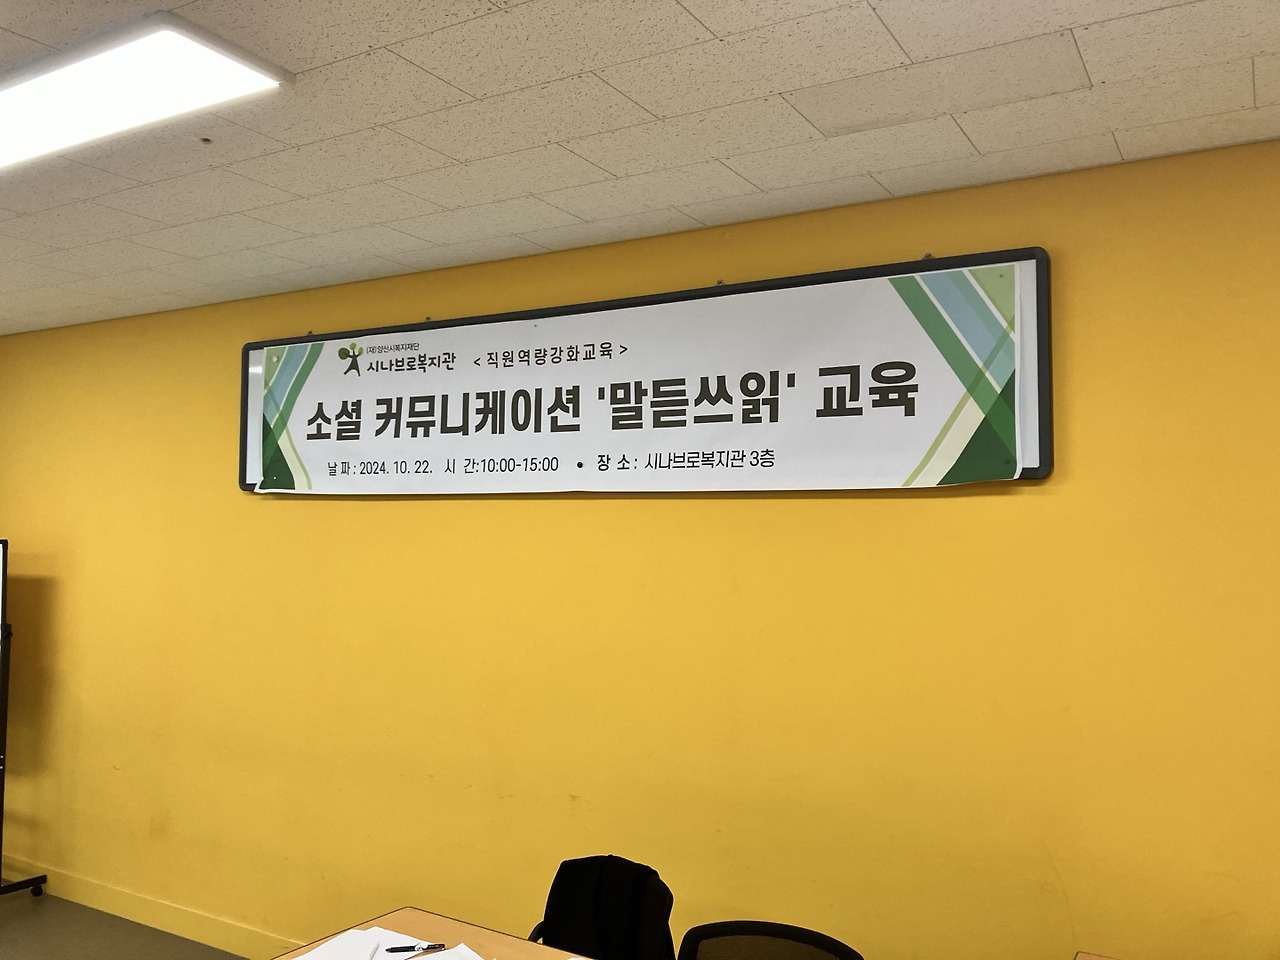 (재)양산시복지재단
시나브로복지관 < 직원역량강화교육 >
소셜 커뮤니케이션 '말듣쓰읽' 교육
날 짜 : 2024. 10. 22. 시 간:10:00-15:00 • 장 소 : 시나브로복지관 3층